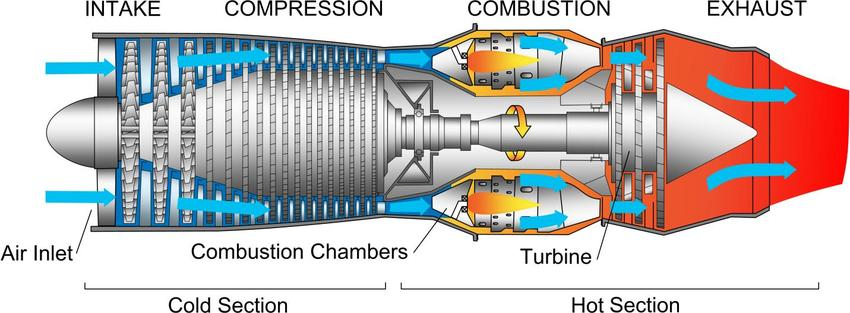 INTAKE
COMPRESSION
COMBUSTION
EXHAUST
Air Inlet
Combustion Chambers
Turbine
Cold Section
Hot Section